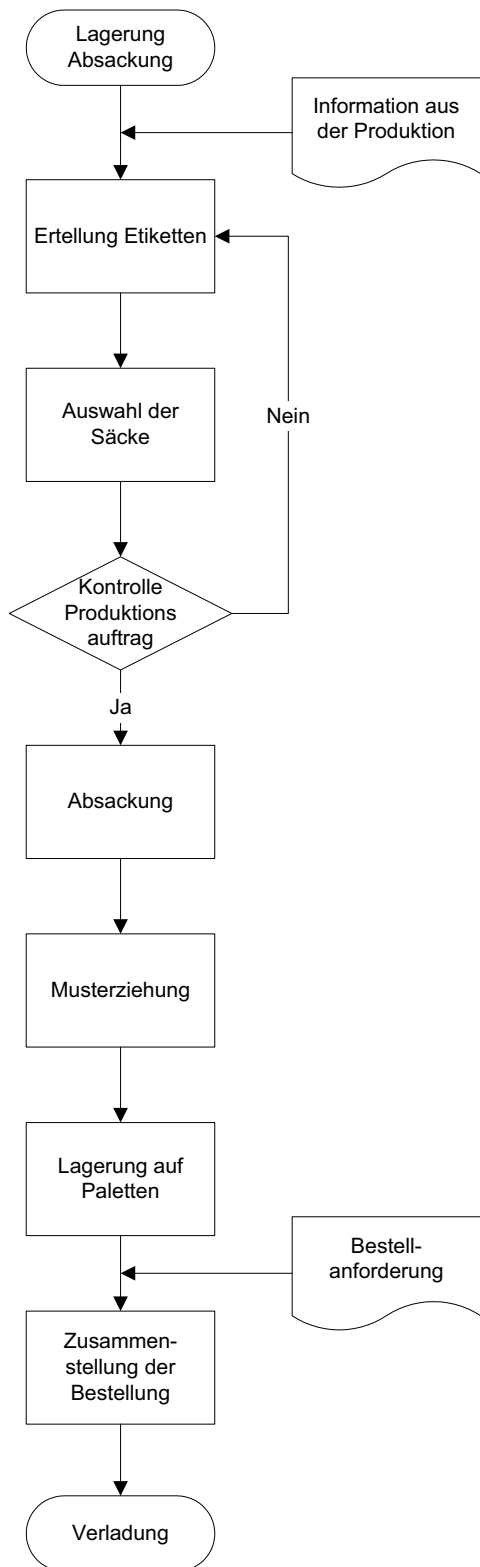 Lagerung
Absackung
Information aus
der Produktion
Ertellung Etiketten
Auswahl der
Säcke
Nein
Kontrolle
Produktions
auftrag
Ja
Absackung
Musterziehung
Lagerung auf
Paletten
Bestell-
anforderung
Zusammen-
stellung der
Bestellung
Verladung